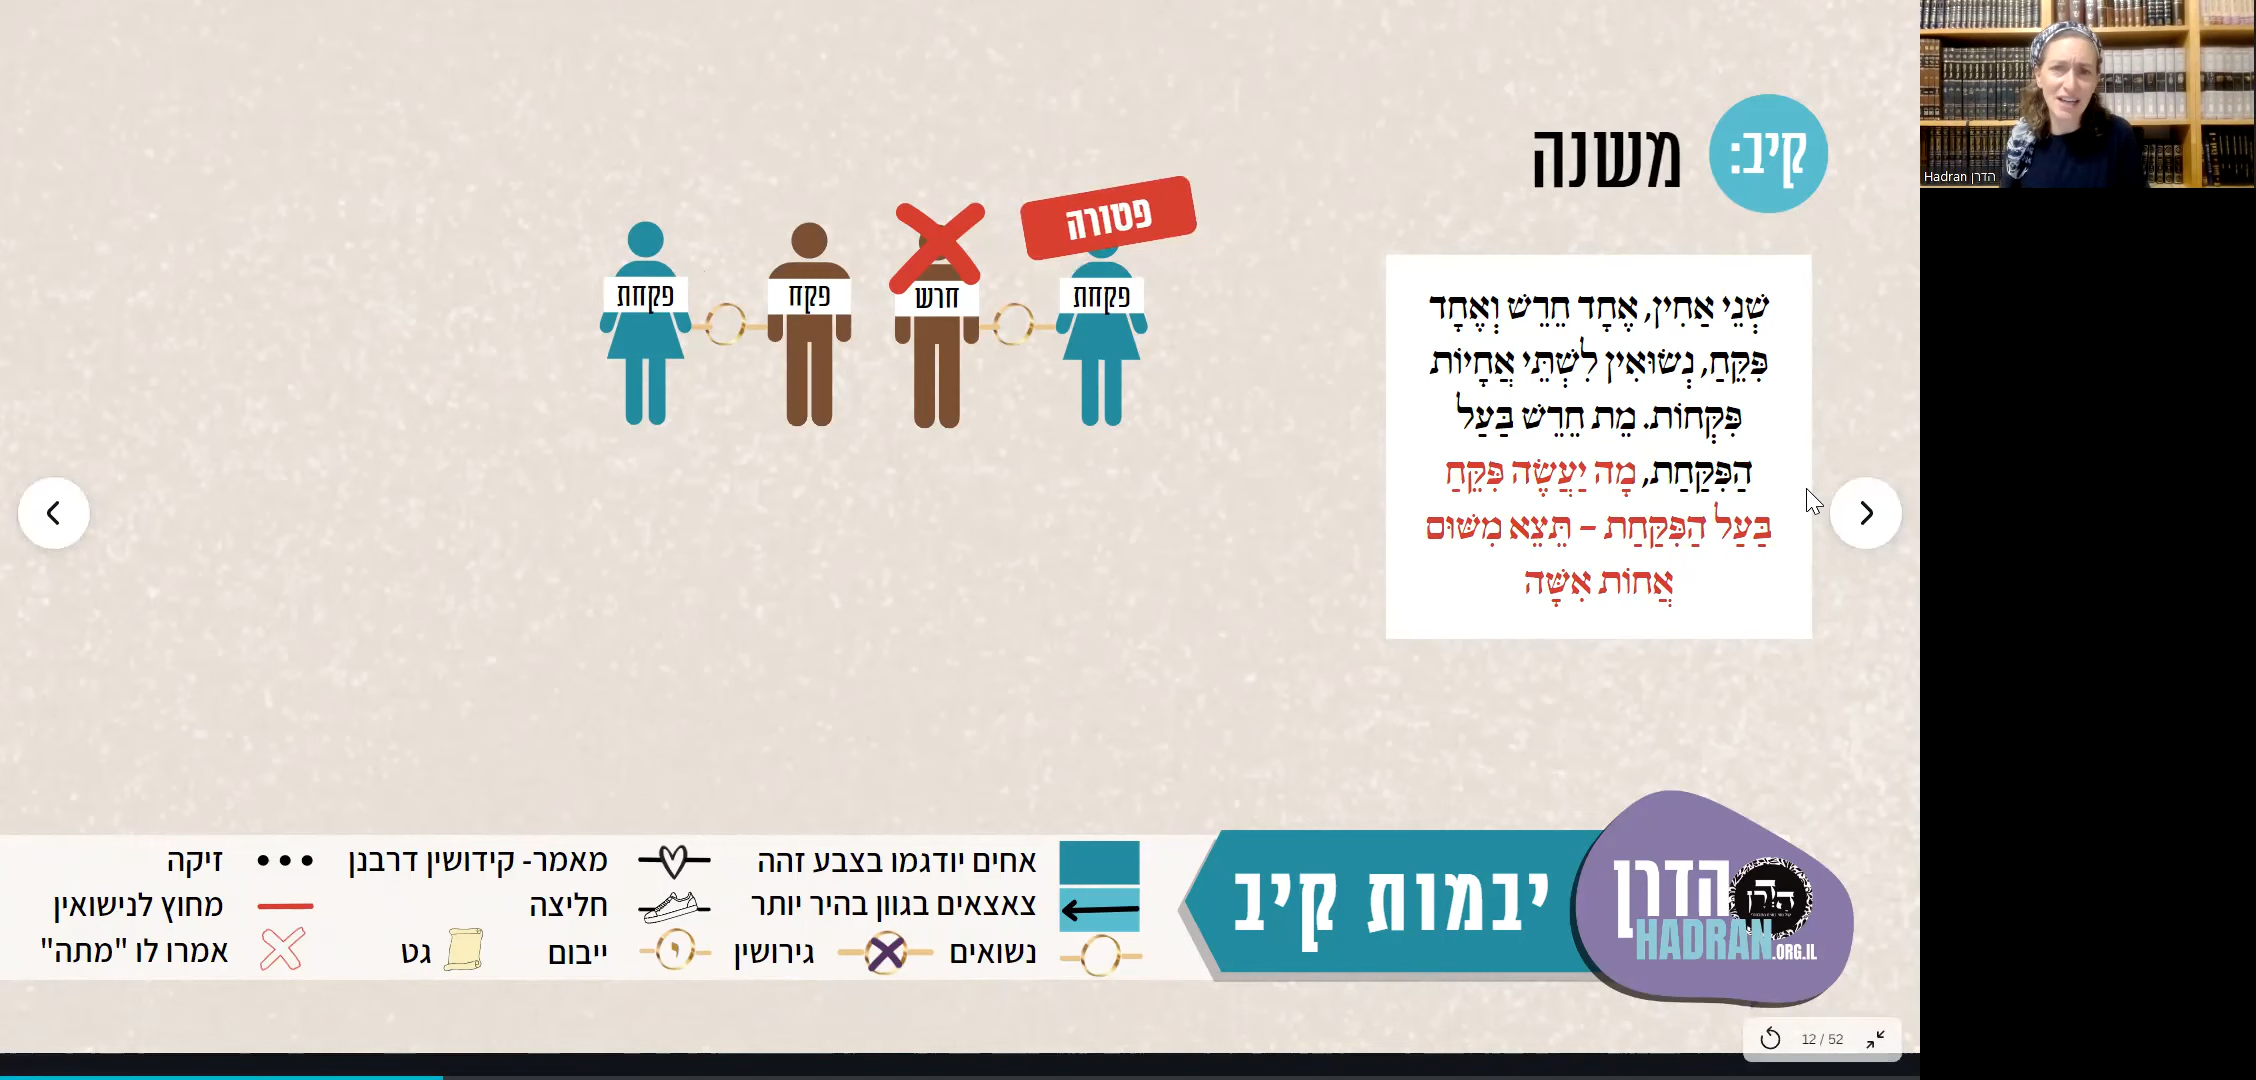 קיב:
משנה
פטורה
פקחת
חרש
פקח
פקחת
שְׁנֵי אַחִין, אֶחָד חֵרֵשׁ וְאֶחָד
פִּקֵּחַ, נְשׂוּאִין לִשְׁתֵּי אֲחָיוֹת
פִּקְחוֹת. מֵת חֵרֵשׁ בַּעַל
הַפִּקַּחַת, מָה יַעֲשֶׂה פִּקֵּחַ
בַּעַל הַפִּקַּחַת – תֵּצֵא מִשּׁוּם
אֲחוֹת אִשָּׁה
הדרן Hadran
הדרן
HADRAN.ORG.IL
יבמות קיב
אחים יודגמו בצבע זהה
צאצאים בגוון בהיר יותר
נשואים
גירושין
מאמר- קידושין דרבנן
חליצה
ייבום
גט
זיקה
מחוץ לנישואין
אמרו לו "מתה"
12 / 52